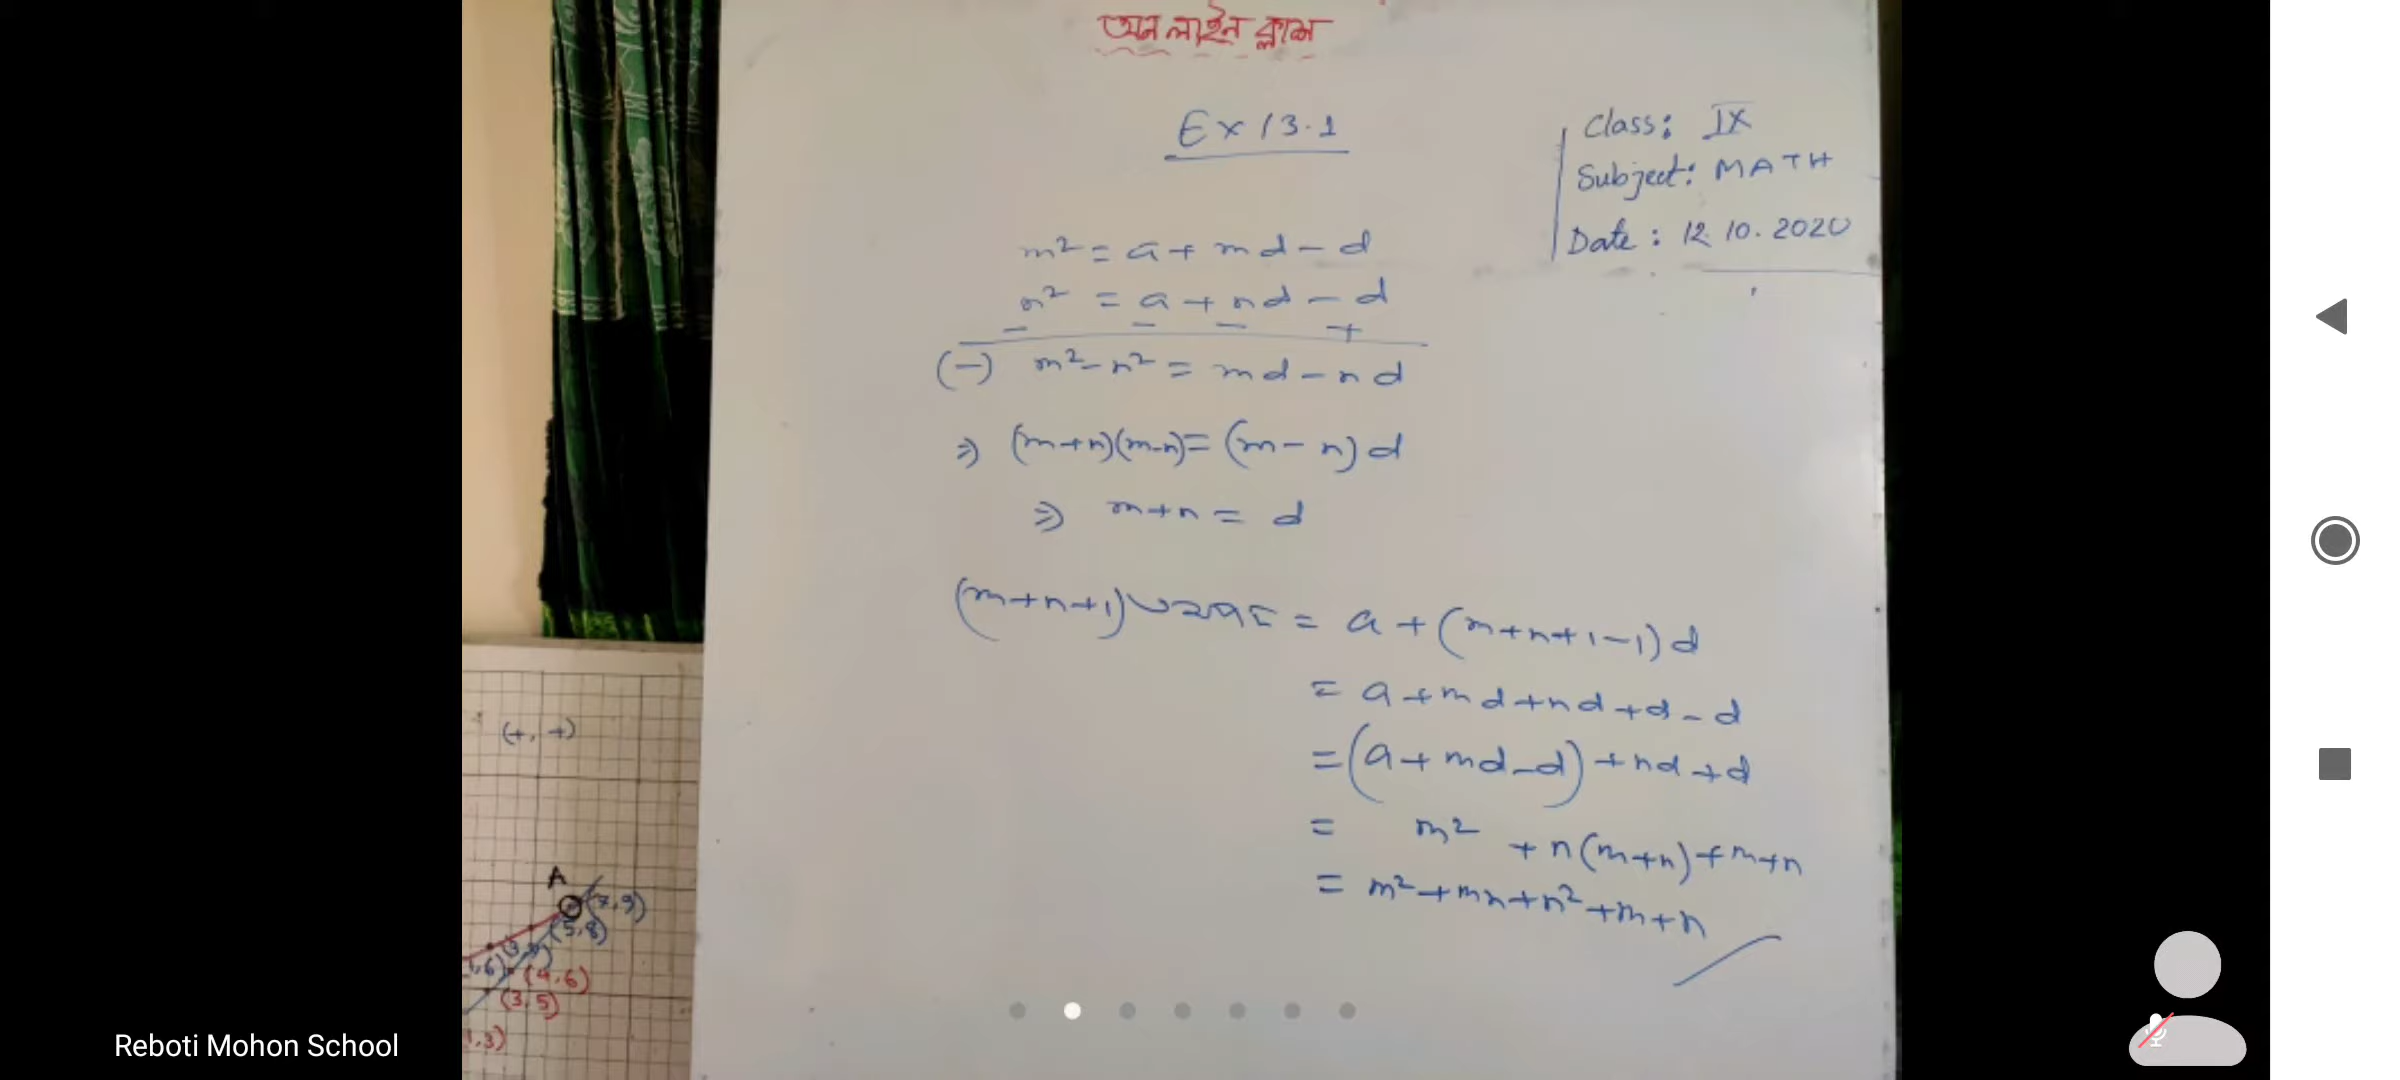 অন লাইন ক্লাশ
Ex 13.1
Class: IX
Subject: MATH
Date: 12.10.2020
m² = a + md - d
n² = a + nd - d
- - - +
(-) m² - n² = md - nd
⇒ (m+n)(m-n) = (m - n) d
⇒ m+n = d
(m+n+1) তমপদ = a + (m+n+1-1) d
= a + md + nd + d - d
= (a + md - d) + nd + d
= m² + n(m+n) + m+n
= m² + mn + n² + m + n
(+, +)
A
(7,9)
(5,8)
(4,6)
(3,5)
Reboti Mohon School